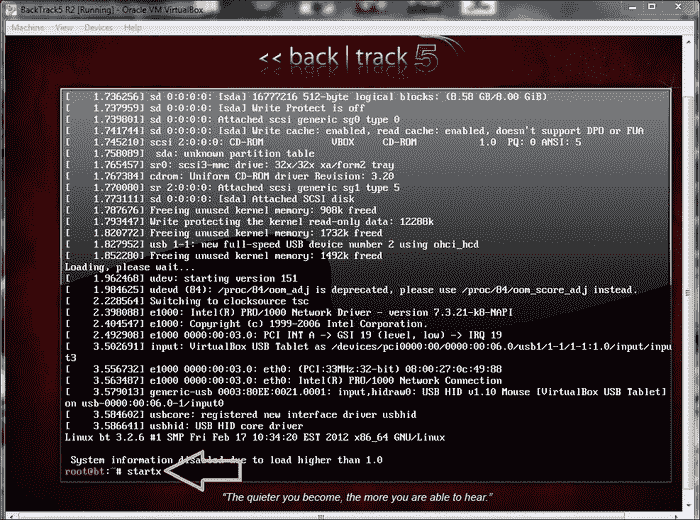 BackTrack5 R2 [Running] - Oracle VM VirtualBox
Machine View Devices Help
<< back | track 5
[    1.736256] sd 0:0:0:0: [sda] 16777216 512-byte logical blocks: (8.58 GB/8.00 GiB)
[    1.737959] sd 0:0:0:0: [sda] Write Protect is off
[    1.739801] sd 0:0:0:0: Attached scsi generic sg0 type 0
[    1.741744] sd 0:0:0:0: [sda] Write cache: enabled, read cache: enabled, doesn't support DPO or FUA
[    1.745210] scsi 2:0:0:0: CD-ROM            VBOX     CD-ROM           1.0  PQ: 0 ANSI: 5
[    1.758089]  sda: unknown partition table
[    1.765457] sr0: scsi3-mmc drive: 32x/32x xa/form2 tray
[    1.767384] cdrom: Uniform CD-ROM driver Revision: 3.20
[    1.770080] sr 2:0:0:0: Attached scsi generic sg1 type 5
[    1.773111] sd 0:0:0:0: [sda] Attached SCSI disk
[    1.787676] Freeing unused kernel memory: 908k freed
[    1.793447] Write protecting the kernel read-only data: 12288k
[    1.820772] Freeing unused kernel memory: 1732k freed
[    1.827952] usb 1-1: new full-speed USB device number 2 using ohci_hcd
[    1.852280] Freeing unused kernel memory: 1492k freed
Loading, please wait...
[    1.962468] udev: starting version 151
[    1.984625] udevd (84): /proc/84/oom_adj is deprecated, please use /proc/84/oom_score_adj instead.
[    2.228564] Switching to clocksource tsc
[    2.398088] e1000: Intel(R) PRO/1000 Network Driver - version 7.3.21-k8-NAPI
[    2.404547] e1000: Copyright (c) 1999-2006 Intel Corporation.
[    2.492908] e1000 0000:00:03.0: PCI INT A -> GSI 19 (level, low) -> IRQ 19
[    3.502691] input: VirtualBox USB Tablet as /devices/pci0000:00/0000:00:06.0/usb1/1-1/1-1:1.0/input/inpu
t3
[    3.556732] e1000 0000:00:03.0: eth0: (PCI:33MHz:32-bit) 08:00:27:0c:49:88
[    3.563487] e1000 0000:00:03.0: eth0: Intel(R) PRO/1000 Network Connection
[    3.579013] generic-usb 0003:80EE:0021.0001: input,hidraw0: USB HID v1.10 Mouse [VirtualBox USB Tablet]
on usb-0000:00:06.0-1/input0
[    3.584602] usbcore: registered new interface driver usbhid
[    3.586641] usbhid: USB HID core driver
Linux bt 3.2.6 #1 SMP Fri Feb 17 10:34:20 EST 2012 x86_64 GNU/Linux
System information disabled due to load higher than 1.0
root@bt:~# startx
"The quieter you become, the more you are able to hear."